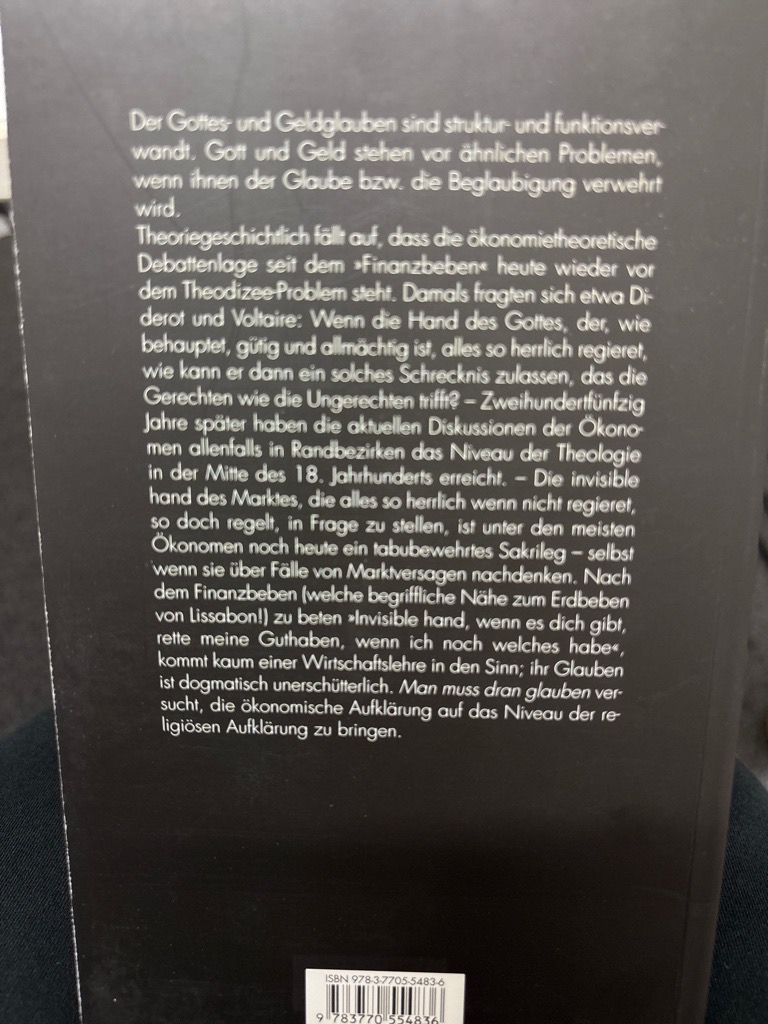 Der Gottes- und Geldglauben sind struktur- und funktionsver-
wandt. Gott und Geld stehen vor ähnlichen Problemen,
wenn ihnen der Glaube bzw. die Beglaubigung verwehrt
wird.
Theoriegeschichtlich fällt auf, dass die ökonomietheoretische
Debattenlage seit dem »Finanzbeben« heute wieder vor
dem Theodizee-Problem steht. Damals fragten sich etwa Di-
derot und Voltaire: Wenn die Hand des Gottes, der, wie
behauptet, gütig und allmächtig ist, alles so herrlich regieret,
wie kann er dann ein solches Schrecknis zulassen, das die
Gerechten wie die Ungerechten trifft? – Zweihundertfünfzig
Jahre später haben die aktuellen Diskussionen der Ökono-
men allenfalls in Randbezirken das Niveau der Theologie
in der Mitte des 18. Jahrhunderts erreicht. – Die invisible
hand des Marktes, die alles so herrlich wenn nicht regieret,
so doch regelt, in Frage zu stellen, ist unter den meisten
Ökonomen noch heute ein tabubewehrtes Sakrileg – selbst
wenn sie über Fälle von Marktversagen nachdenken. Nach
dem Finanzbeben (welche begriffliche Nähe zum Erdbeben
von Lissabon!) zu beten »Invisible hand, wenn es dich gibt,
rette meine Guthaben, wenn ich noch welches habe«,
kommt kaum einer Wirtschaftslehre in den Sinn; ihr Glauben
ist dogmatisch unerschütterlich. Man muss dran glauben ver-
sucht, die ökonomische Aufklärung auf das Niveau der re-
ligiösen Aufklärung zu bringen.
ISBN 978-3-7705-5483-6
9 783770 554836